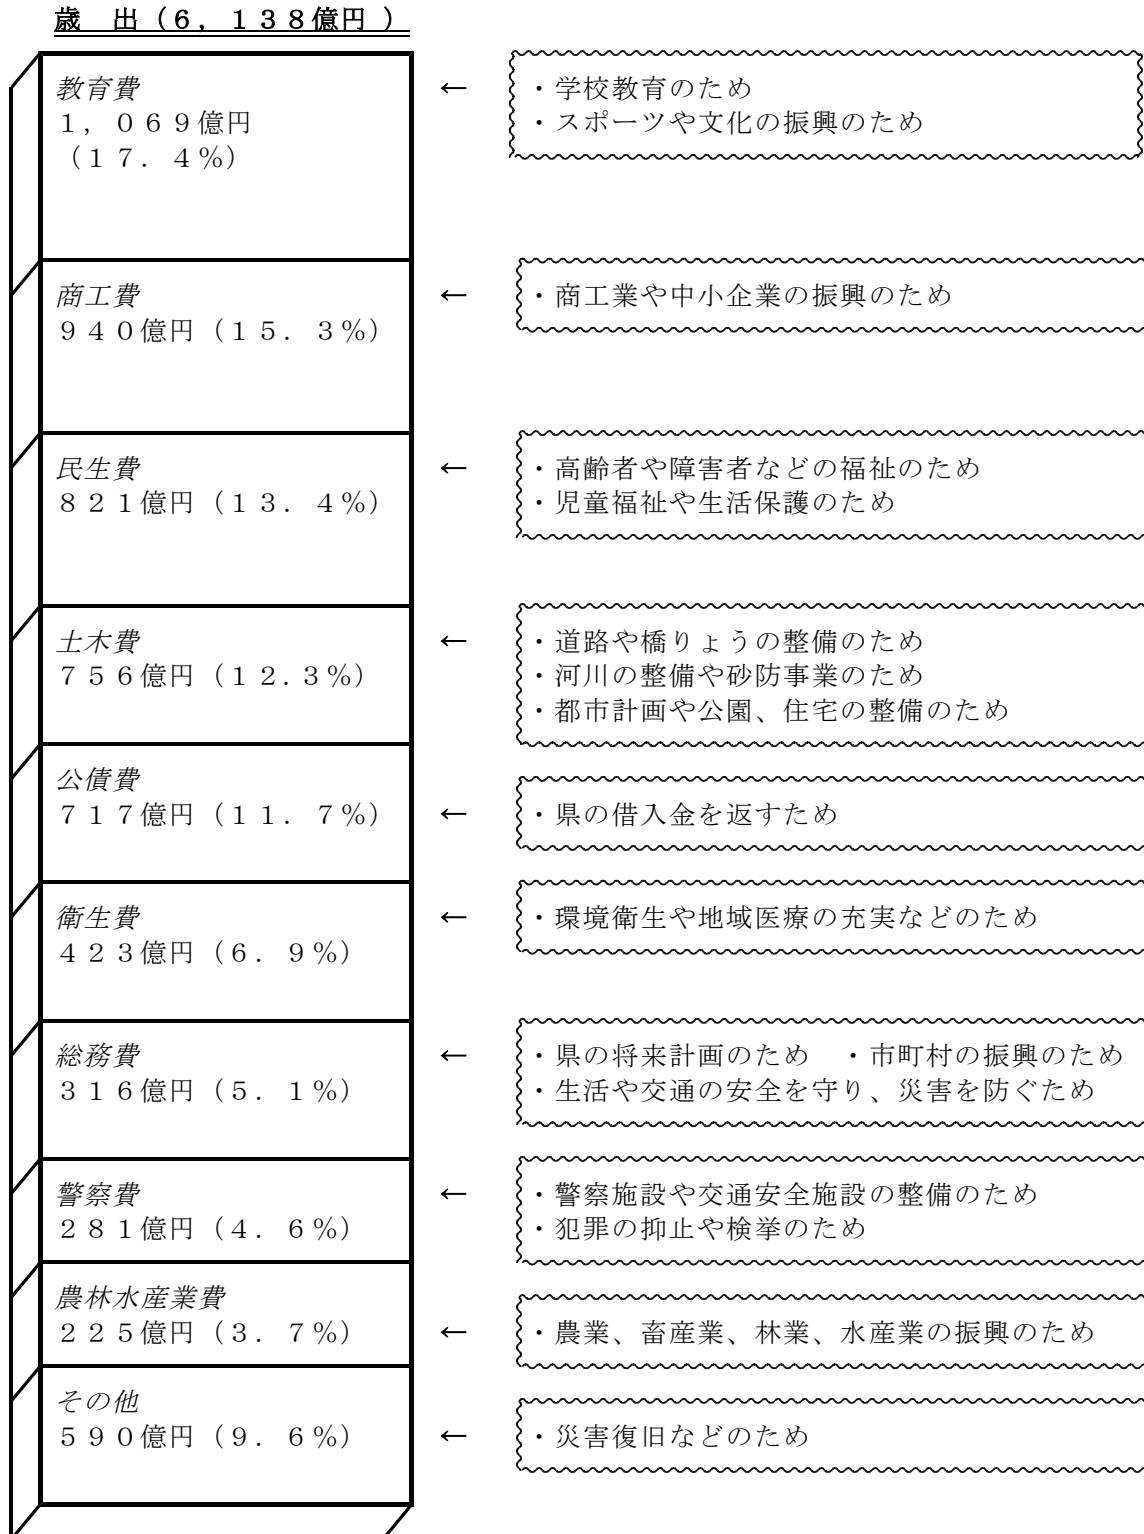 歳　出（６，１３８億円 ）
教育費
１，０６９億円
（１７．４％）
←
・学校教育のため
・スポーツや文化の振興のため
商工費
９４０億円（１５．３％）
←
・商工業や中小企業の振興のため
民生費
８２１億円（１３．４％）
←
・高齢者や障害者などの福祉のため
・児童福祉や生活保護のため
土木費
７５６億円（１２.３％）
←
・道路や橋りょうの整備のため
・河川の整備や砂防事業のため
・都市計画や公園、住宅の整備のため
公債費
７１７億円（１１．７％）
←
・県の借入金を返すため
衛生費
４２３億円（６．９％）
←
・環境衛生や地域医療の充実などのため
総務費
３１６億円（５．１％）
←
・県の将来計画のため　・市町村の振興のため
・生活や交通の安全を守り、災害を防ぐため
警察費
２８１億円（４．６％）
←
・警察施設や交通安全施設の整備のため
・犯罪の抑止や検挙のため
農林水産業費
２２５億円（３．７％）
←
・農業、畜産業、林業、水産業の振興のため
その他
５９０億円（９．６％）
←
・災害復旧などのため